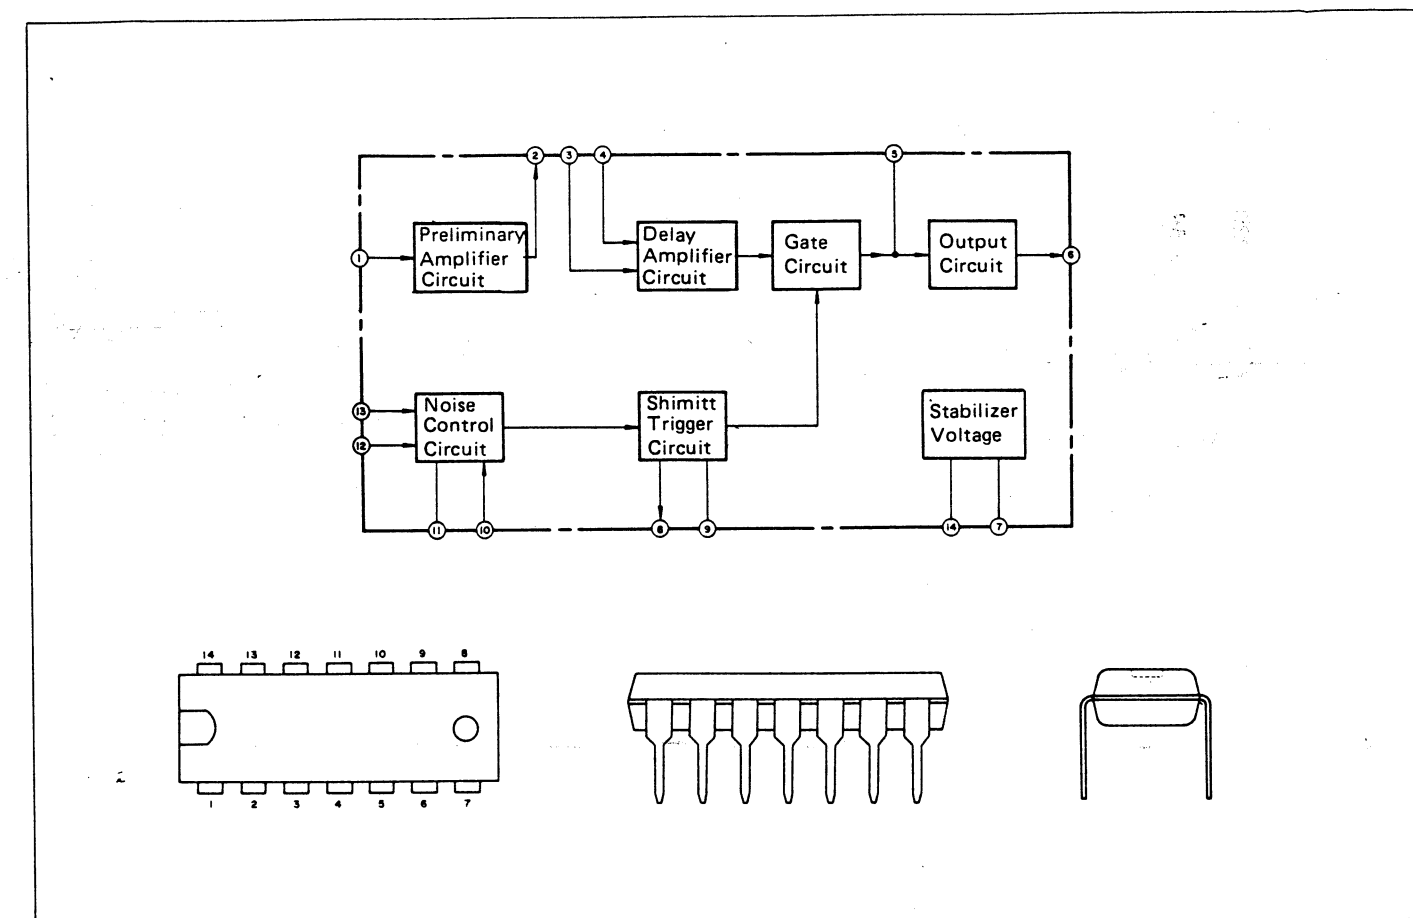 2 3 4 5
Preliminary
Amplifier
Circuit
Delay
Amplifier
Circuit
Gate
Circuit
Output
Circuit
1
6
13
12
Noise
Control
Circuit
Shimitt
Trigger
Circuit
Stabilizer
Voltage
11 10 8 9 14 7
14 13 12 11 10 9 8
1 2 3 4 5 6 7